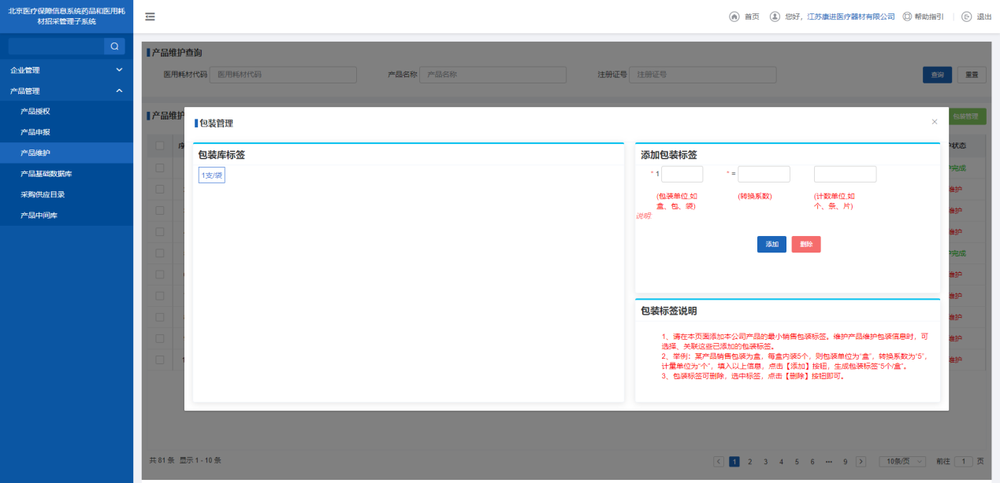 北京医疗保障信息系统药品和医用耗
材招采管理子系统
首页 您好，江苏康进医疗器材有限公司 帮助指引 退出
企业管理
产品管理
产品授权
产品申报
产品维护
产品基础数据库
采购供应目录
产品中间库
产品维护查询
医用耗材代码 医用耗材代码 产品名称 产品名称 注册证号 注册证号 查询 重置
产品维护
包装管理
包装管理
包装库标签
1支/袋
添加包装标签
* 1 * =
(包装单位,如 (转换系数) (计数单位,如
盒、包、袋) 个、条、片)
说明:
添加 删除
包装标签说明
1、请在本页面添加本公司产品的最小销售包装标签。维护产品维护包装信息时，可
选择、关联这些已添加的包装标签。
2、举例：某产品销售包装为盒，每盒内装5个，则包装单位为“盒”，转换系数为“5”，
计量单位为“个”，填入以上信息，点击【添加】按钮，生成包装标签“5个/盒”。
3、包装标签可删除，选中标签，点击【删除】按钮即可。
状态
完成
维护
维护
维护
完成
维护
维护
维护
维护
维护
共 81 条 显示 1 - 10 条
1 2 3 4 5 6 ••• 9 10条/页 前往 1 页